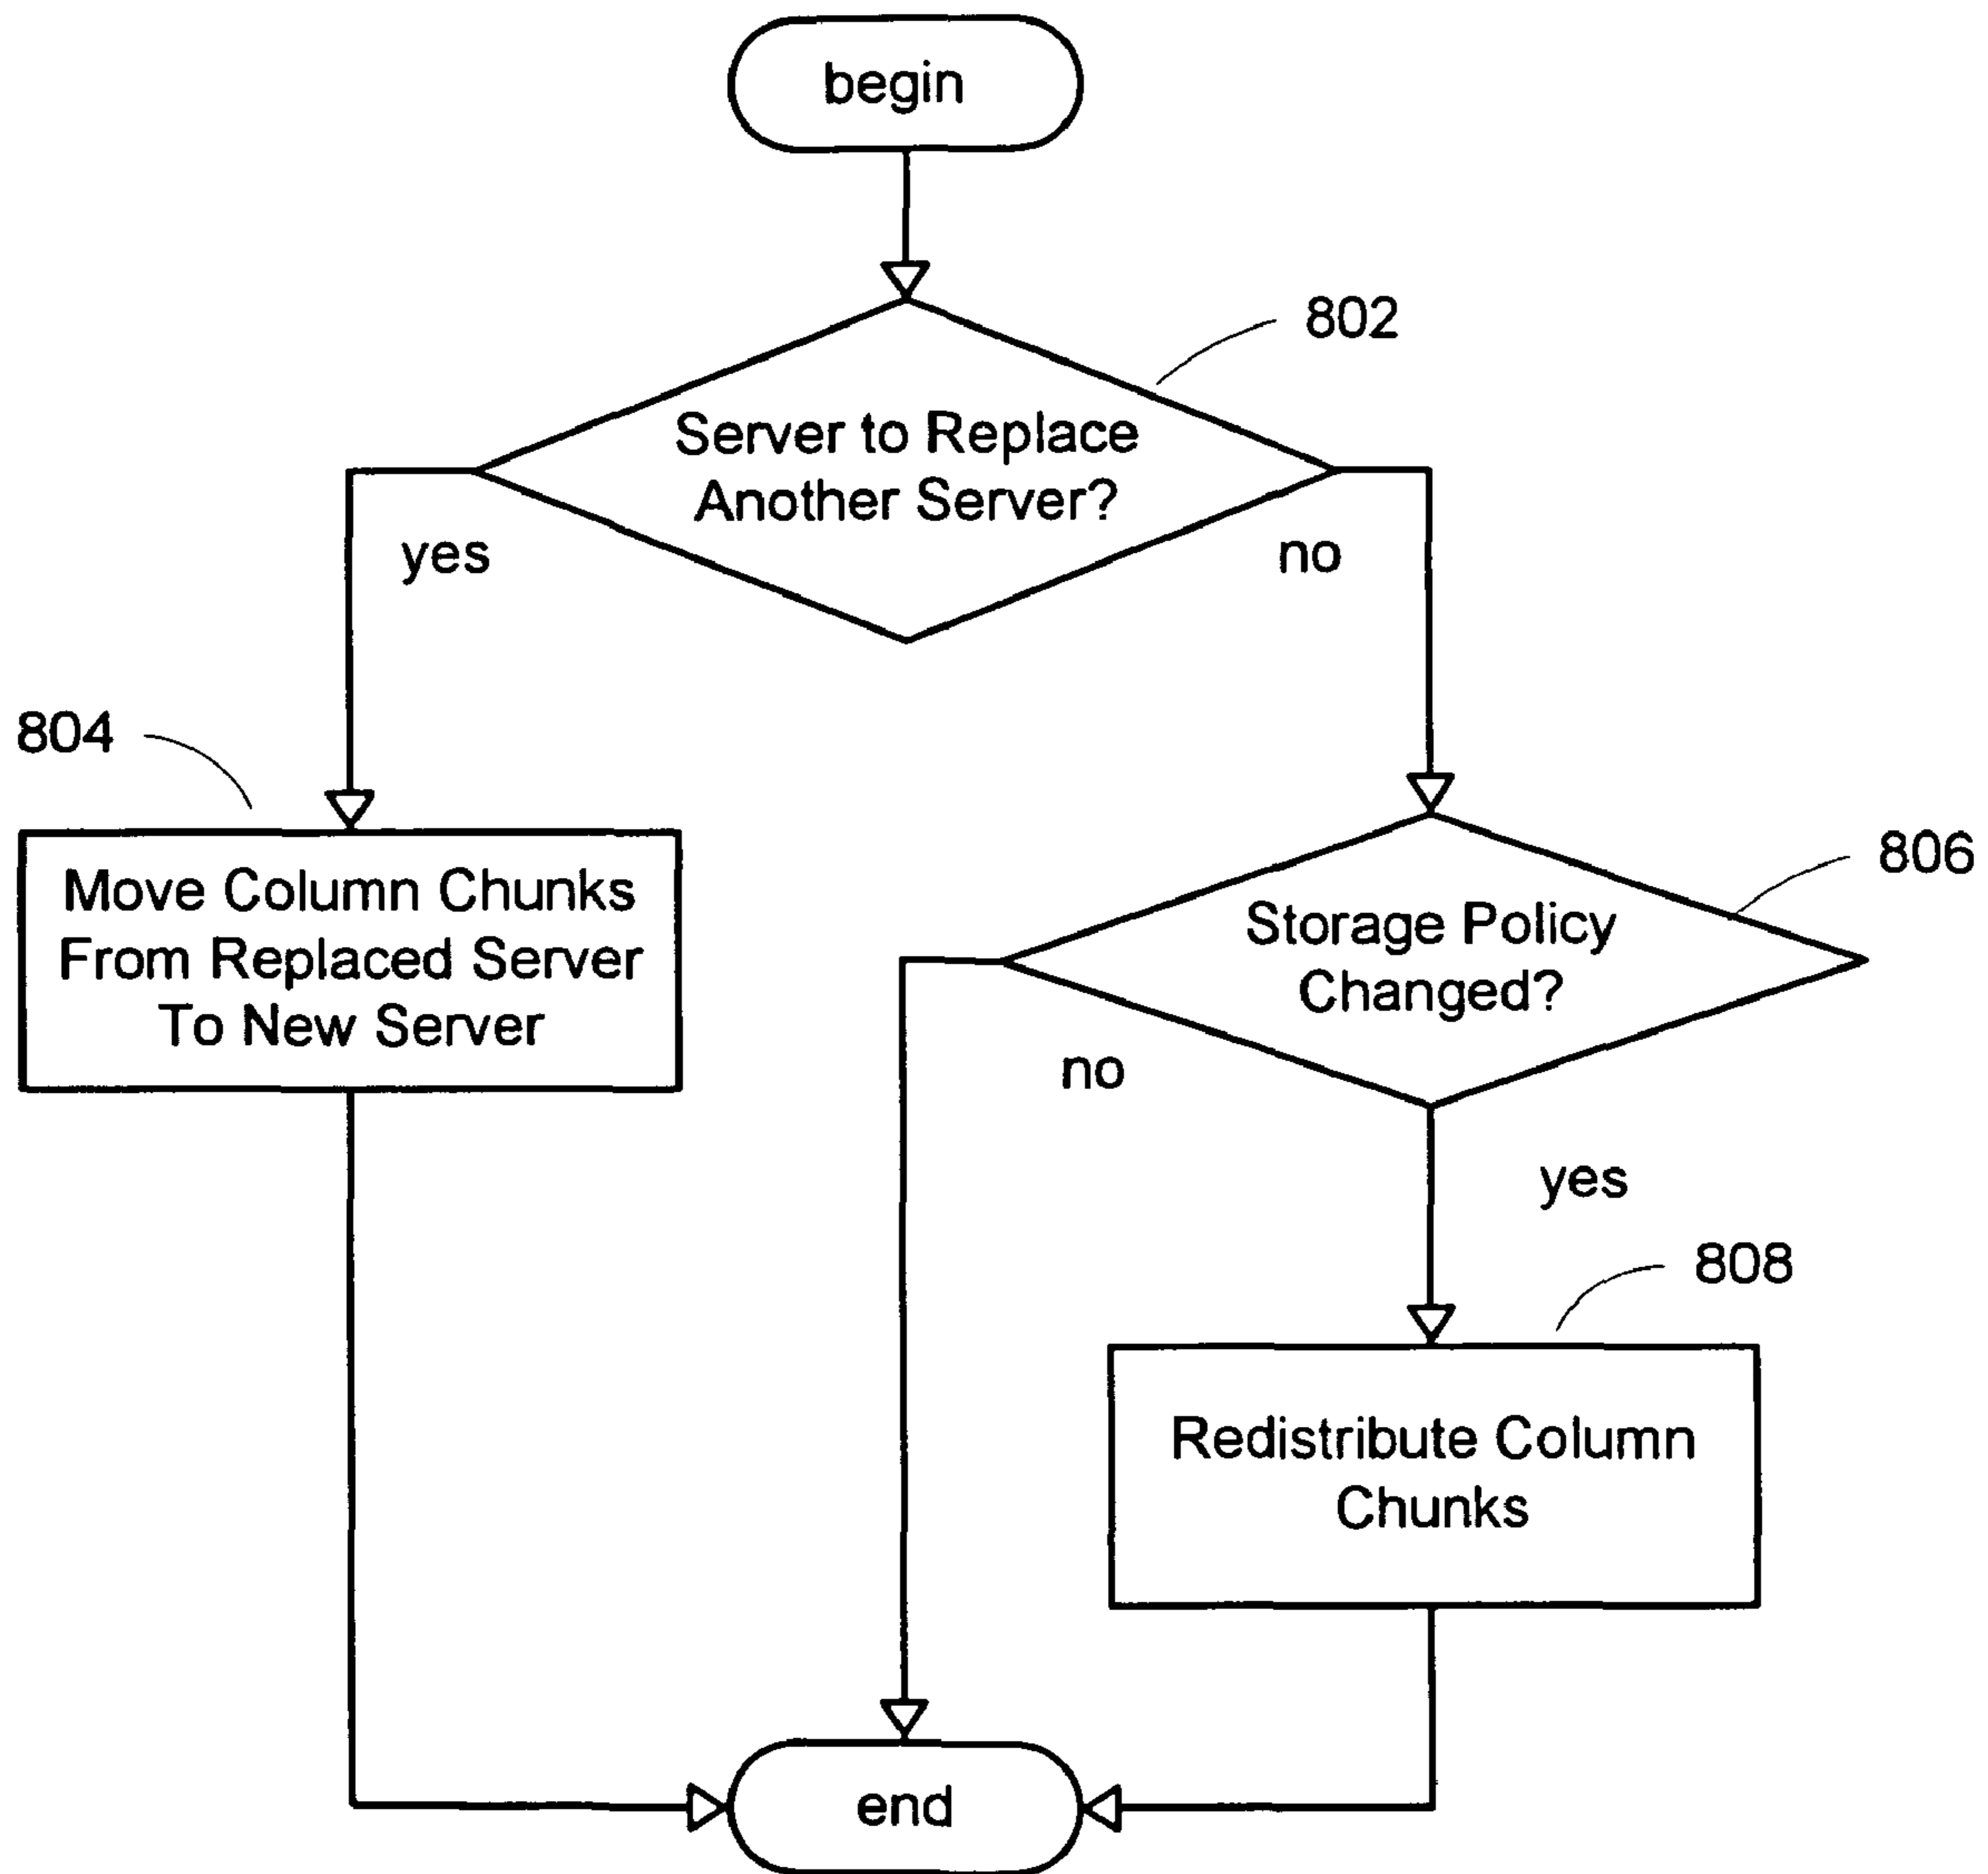 begin
802
Server to Replace
Another Server?
yes
no
804
Move Column Chunks
From Replaced Server
To New Server
806
Storage Policy
Changed?
no
yes
808
Redistribute Column
Chunks
end